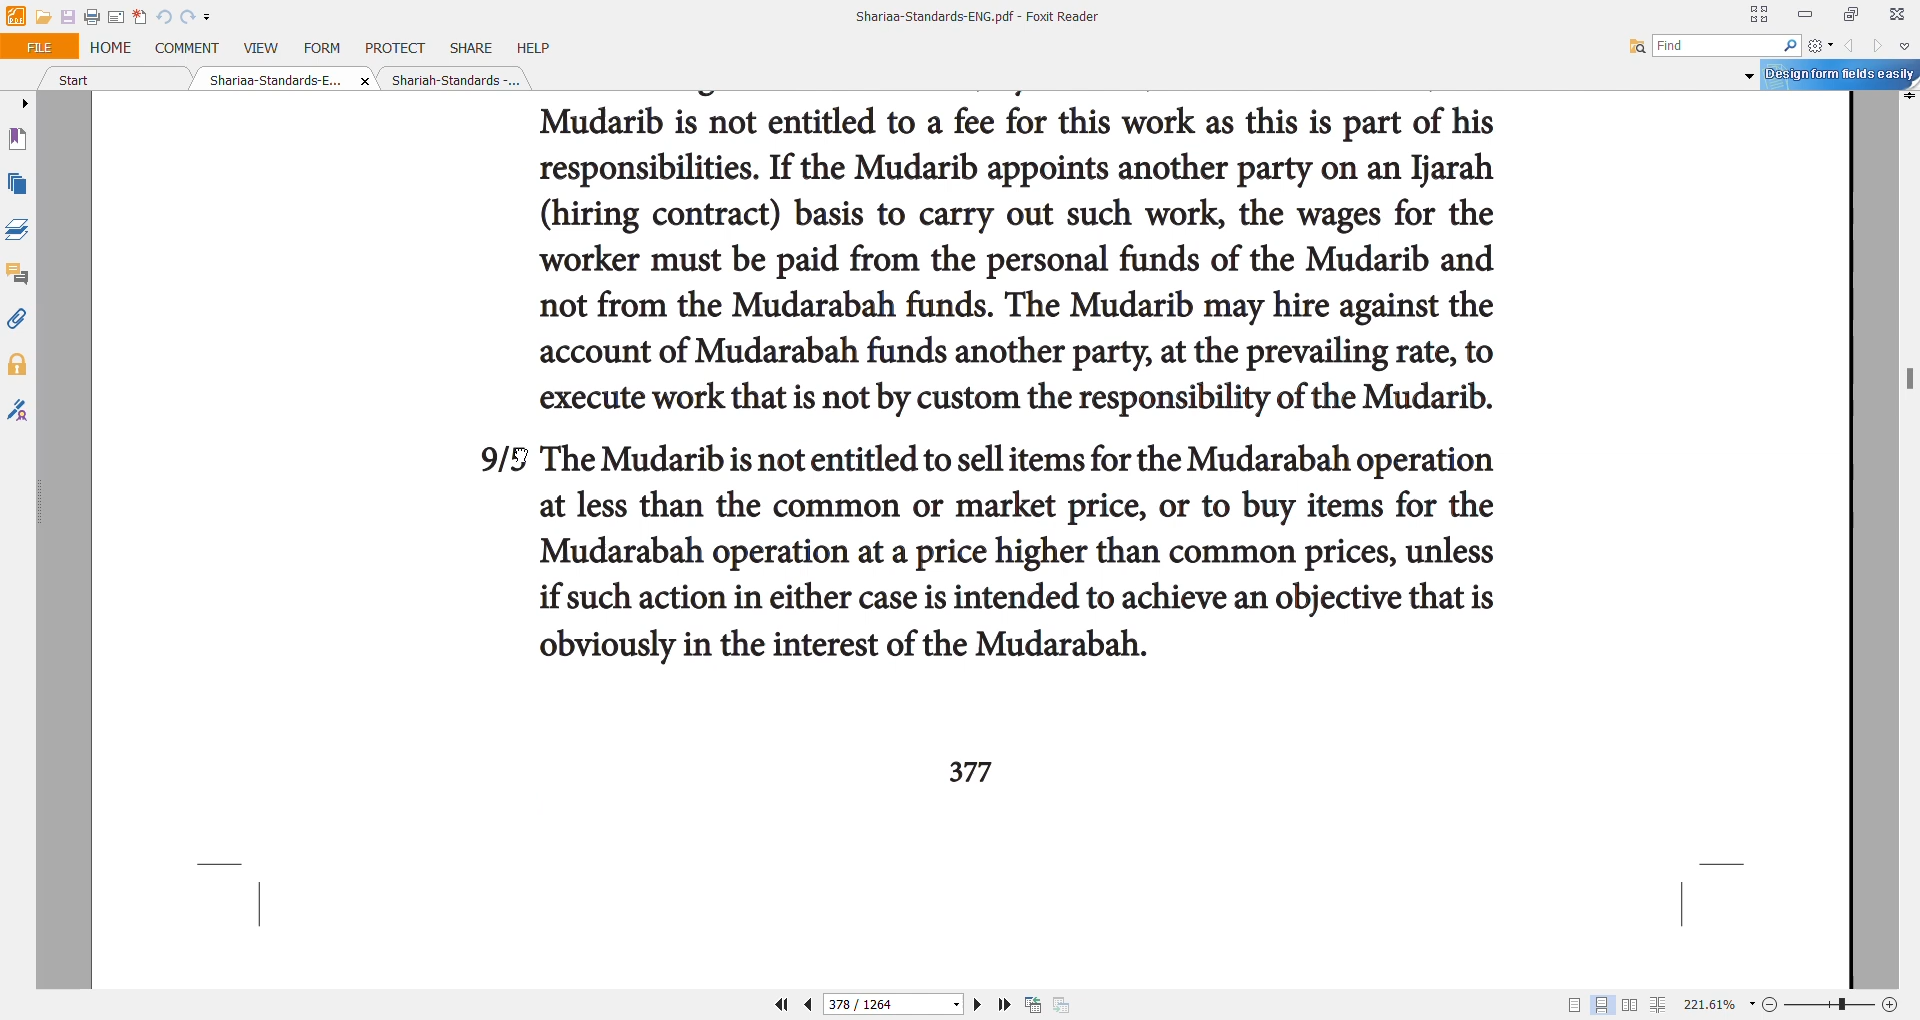 Shariaa-Standards-ENG.pdf - Foxit Reader
FILE HOME COMMENT VIEW FORM PROTECT SHARE HELP
Find
Start Shariaa-Standards-E... Shariah-Standards -...
Design form fields easily
Mudarib is not entitled to a fee for this work as this is part of his
responsibilities. If the Mudarib appoints another party on an Ijarah
(hiring contract) basis to carry out such work, the wages for the
worker must be paid from the personal funds of the Mudarib and
not from the Mudarabah funds. The Mudarib may hire against the
account of Mudarabah funds another party, at the prevailing rate, to
execute work that is not by custom the responsibility of the Mudarib.
9/5 The Mudarib is not entitled to sell items for the Mudarabah operation
at less than the common or market price, or to buy items for the
Mudarabah operation at a price higher than common prices, unless
if such action in either case is intended to achieve an objective that is
obviously in the interest of the Mudarabah.
377
378 / 1264
221.61%